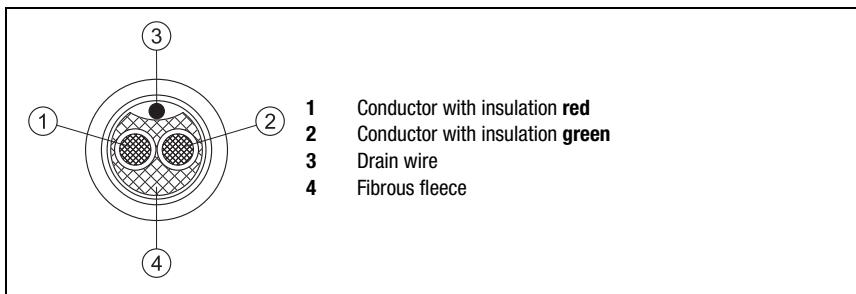 3
1
2
4
1 Conductor with insulation red
2 Conductor with insulation green
3 Drain wire
4 Fibrous fleece